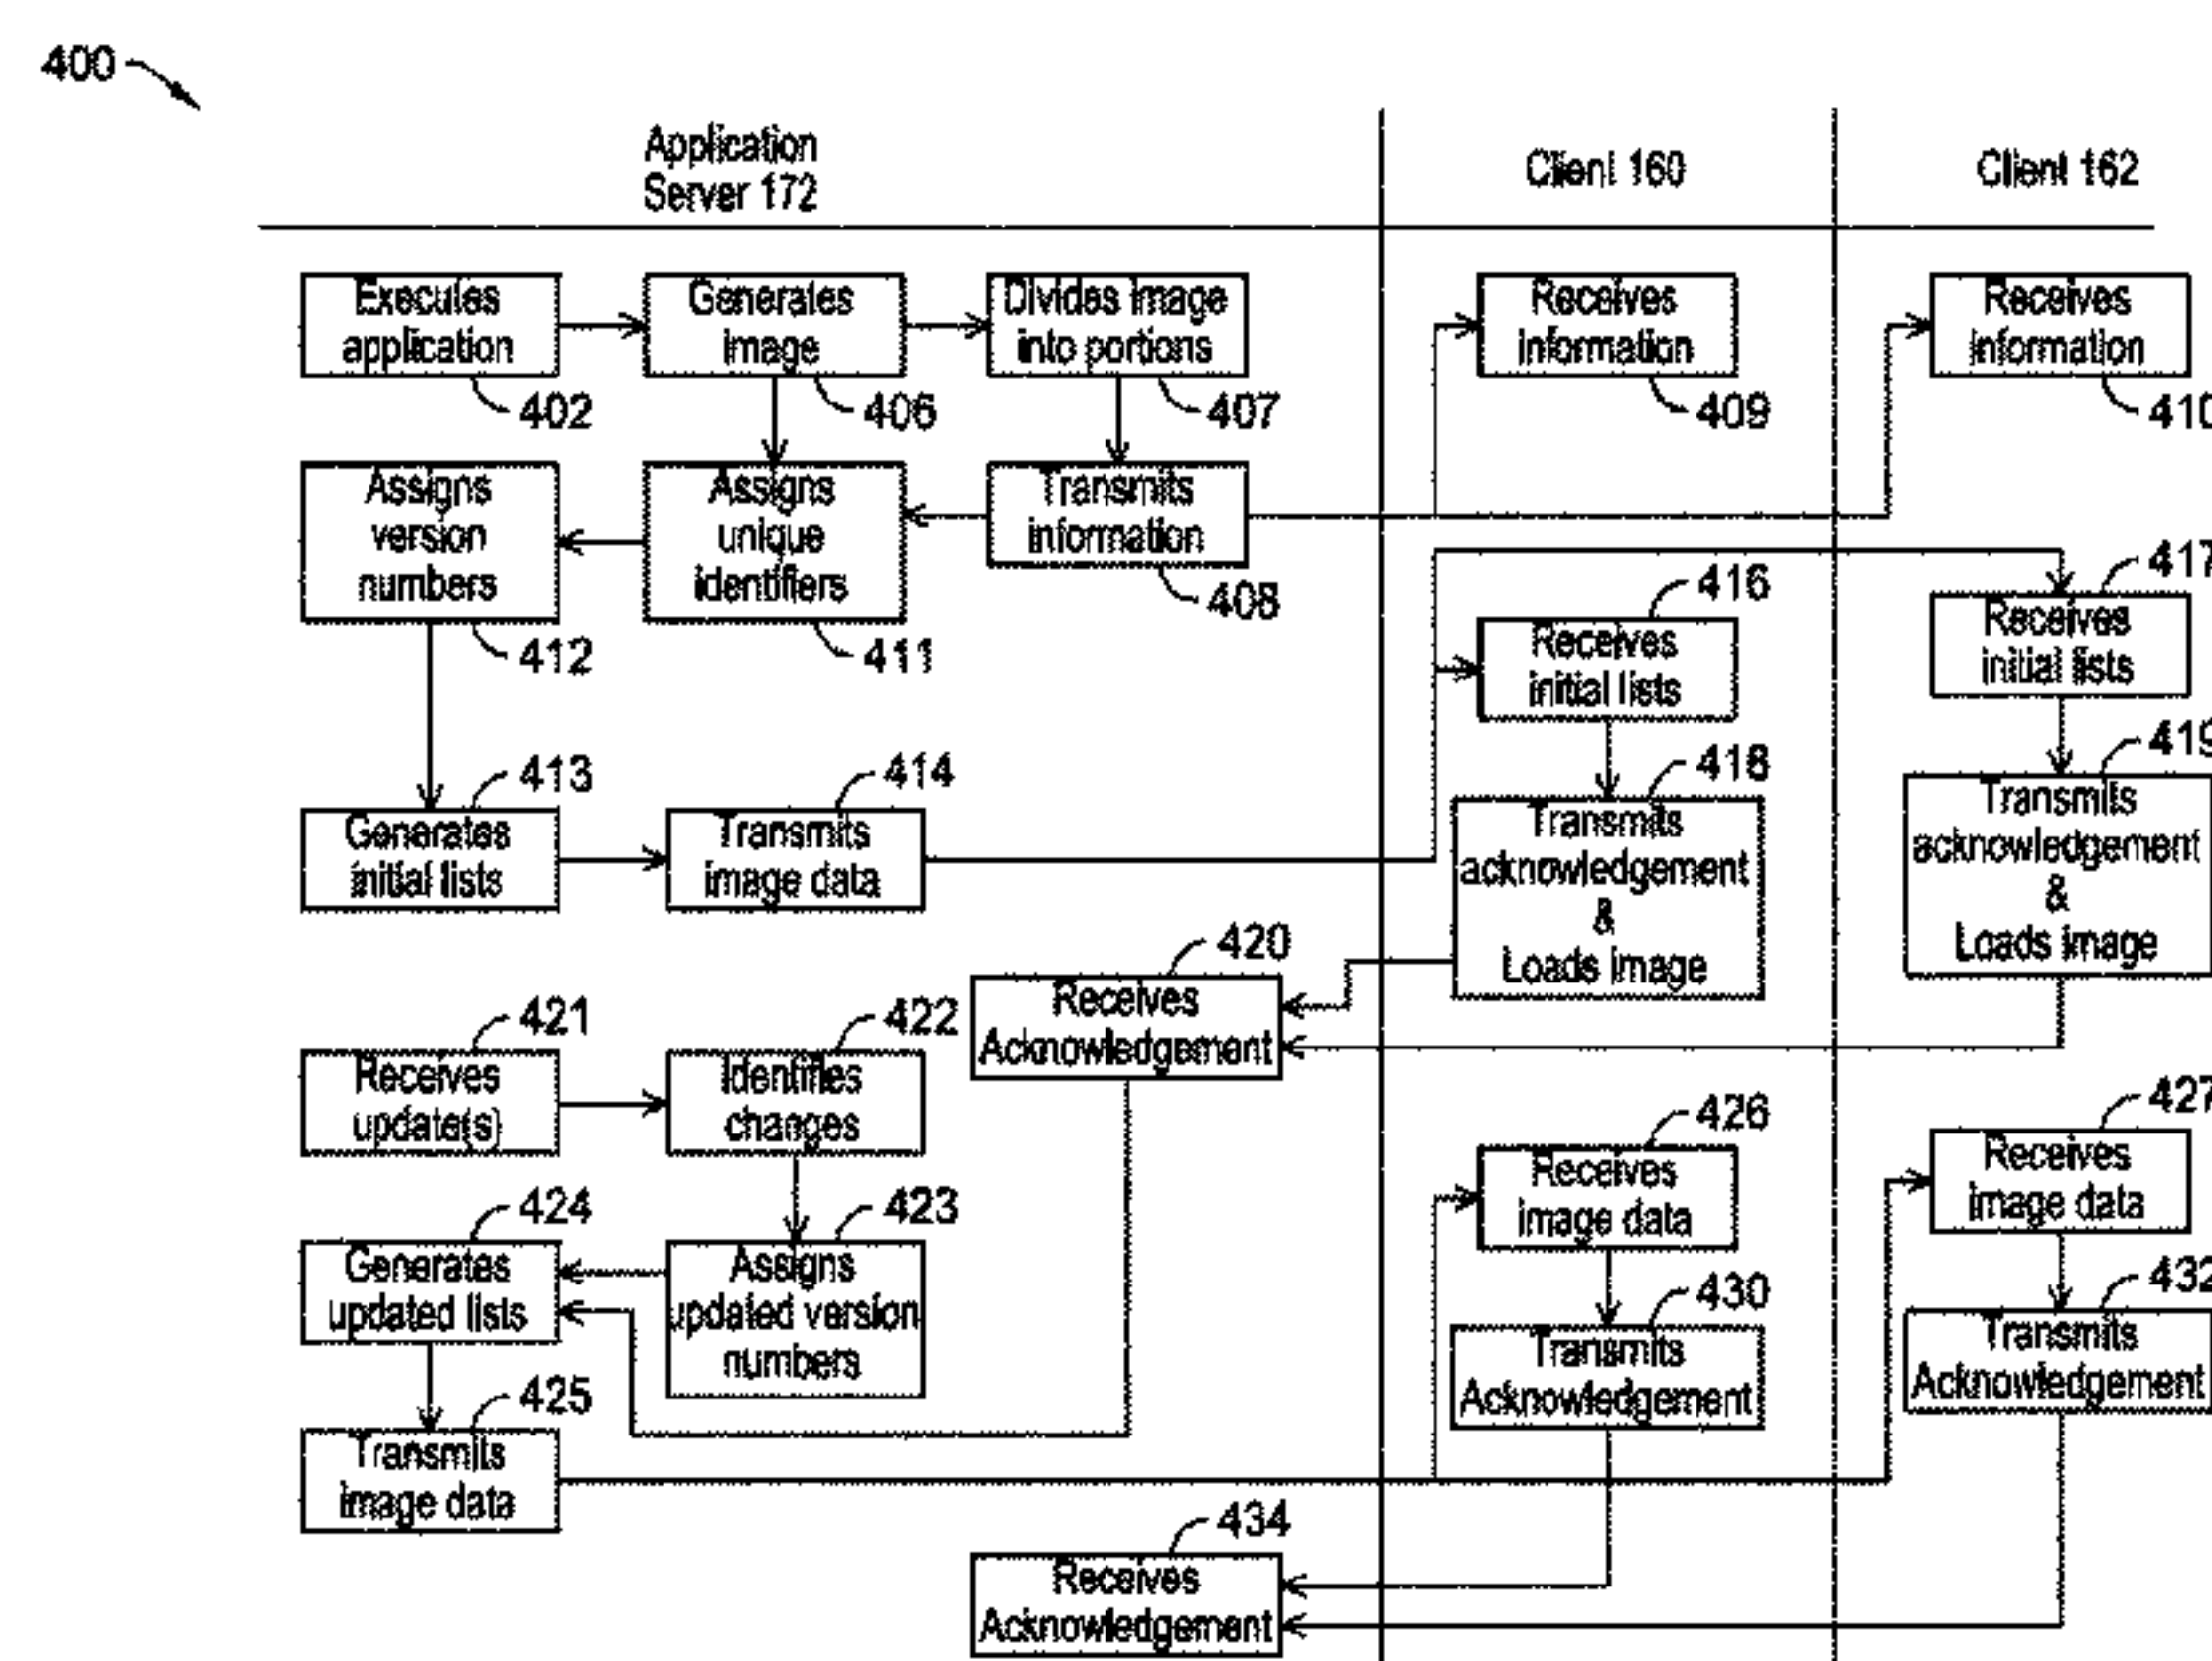 400
Application
Server 172
Client 160
Client 162
Executes
application
402
Generates
image
406
Divides image
into portions
407
Receives
information
409
Receives
information
410
Assigns
version
numbers
412
Assigns
unique
identifiers
411
Transmits
information
408
416
Receives
initial lists
417
Receives
initial lists
413
Generates
initial lists
414
Transmits
image data
418
Transmits
acknowledgement
&
Loads image
419
Transmits
acknowledgement
&
Loads image
420
Receives
Acknowledgement
421
Receives
update(s)
422
Identifies
changes
426
Receives
image data
427
Receives
image data
424
Generates
updated lists
423
Assigns
updated version
numbers
430
Transmits
Acknowledgement
432
Transmits
Acknowledgement
425
Transmits
image data
434
Receives
Acknowledgement